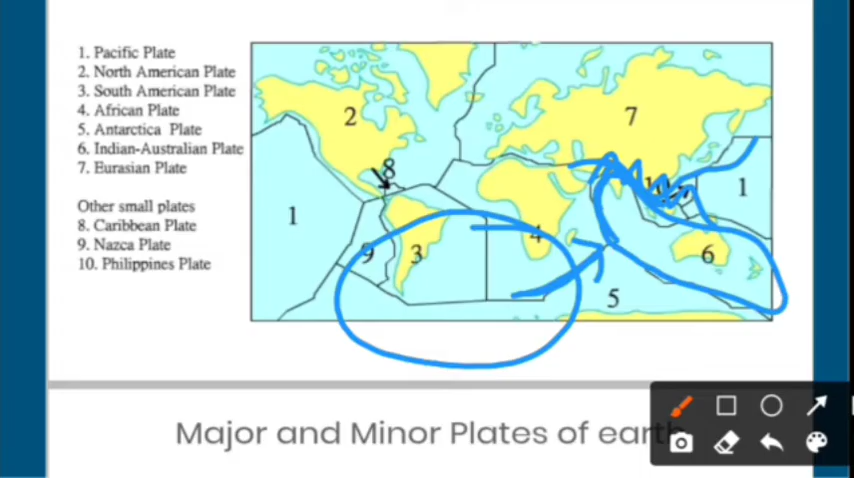 1. Pacific Plate
2. North American Plate
3. South American Plate
4. African Plate
5. Antarctica Plate
6. Indian-Australian Plate
7. Eurasian Plate
Other small plates
8. Caribbean Plate
9. Nazca Plate
10. Philippines Plate
2
7
8
1
1
9
3
4
6
5
Major and Minor Plates of earth